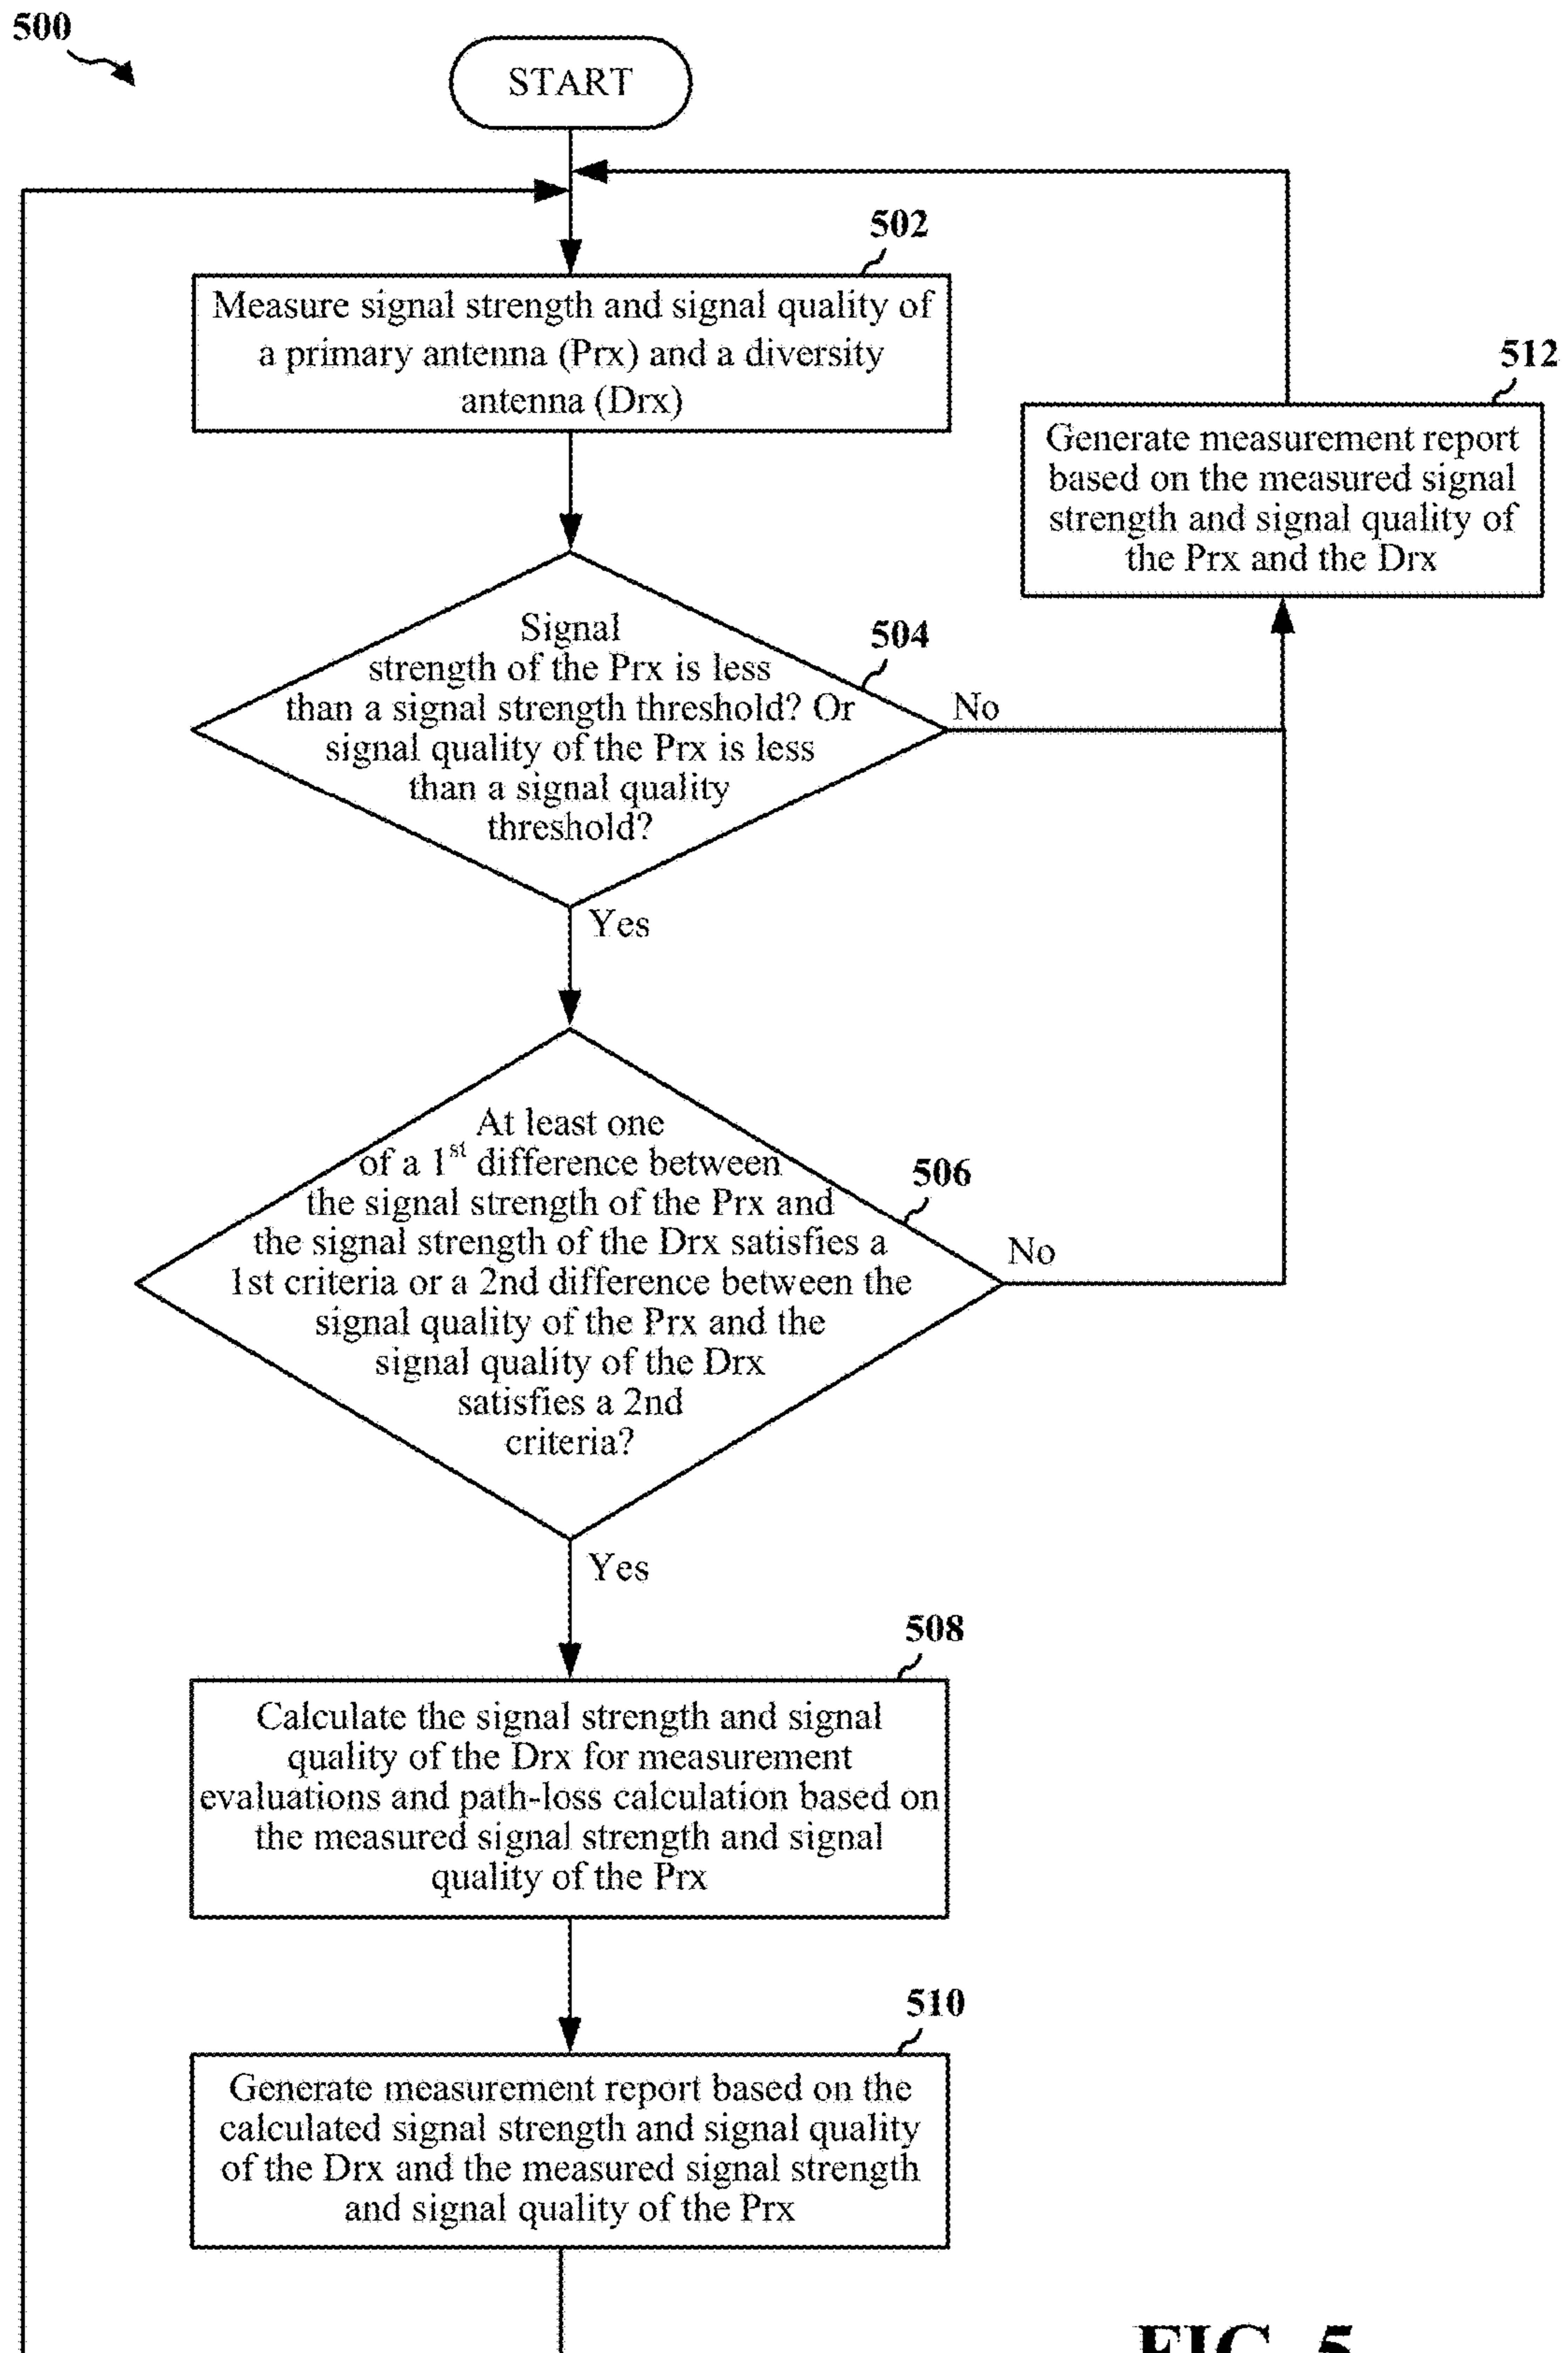 500
START
502
Measure signal strength and signal quality of
a primary antenna (Prx) and a diversity
antenna (Drx)
512
Generate measurement report
based on the measured signal
strength and signal quality of
the Prx and the Drx
504
Signal
strength of the Prx is less
than a signal strength threshold? Or
signal quality of the Prx is less
than a signal quality
threshold?
No
Yes
506
At least one
of a 1st difference between
the signal strength of the Prx and
the signal strength of the Drx satisfies a
1st criteria or a 2nd difference between the
signal quality of the Prx and the
signal quality of the Drx
satisfies a 2nd
criteria?
No
Yes
508
Calculate the signal strength and signal
quality of the Drx for measurement
evaluations and path-loss calculation based on
the measured signal strength and signal
quality of the Prx
510
Generate measurement report based on the
calculated signal strength and signal quality
of the Drx and the measured signal strength
and signal quality of the Prx
FIG. 5